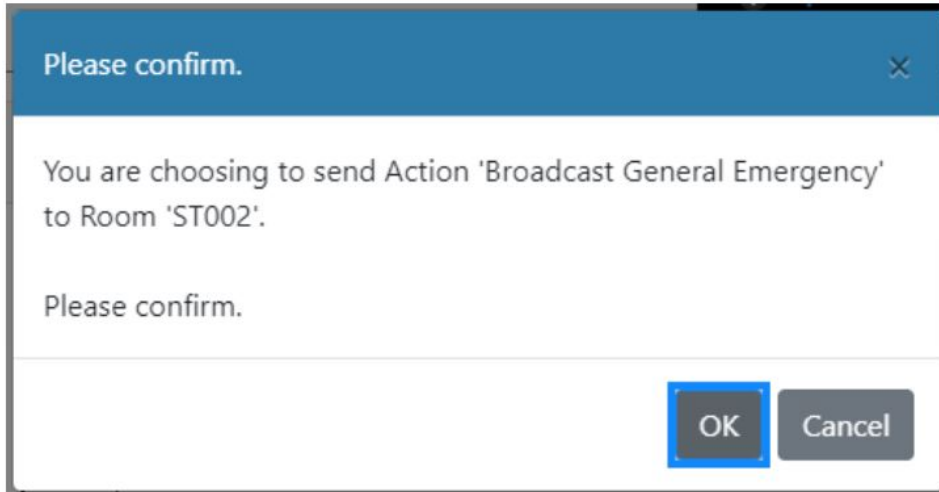 Please confirm. ×
You are choosing to send Action 'Broadcast General Emergency'
to Room 'ST002'.
Please confirm.
OK Cancel